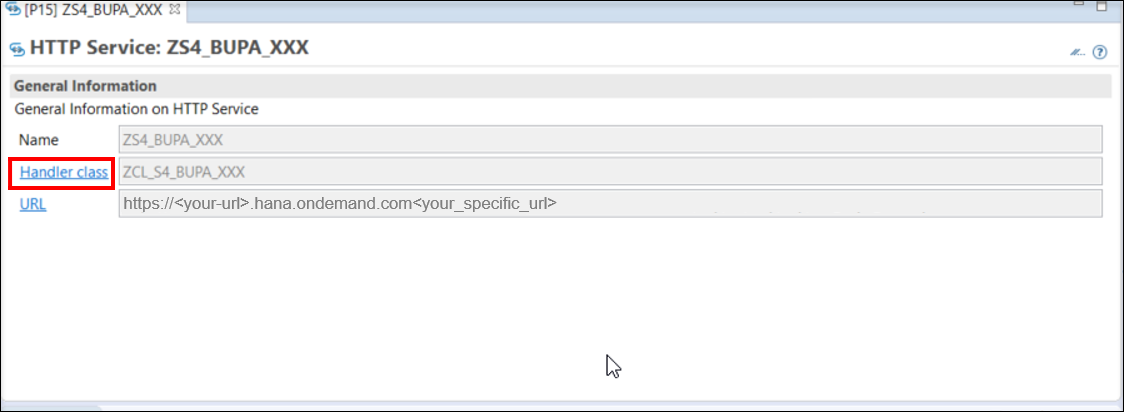 [P15] ZS4_BUPA_XXX
HTTP Service: ZS4_BUPA_XXX
General Information
General Information on HTTP Service
Name ZS4_BUPA_XXX
Handler class ZCL_S4_BUPA_XXX
URL https://<your-url>.hana.ondemand.com<your_specific_url>